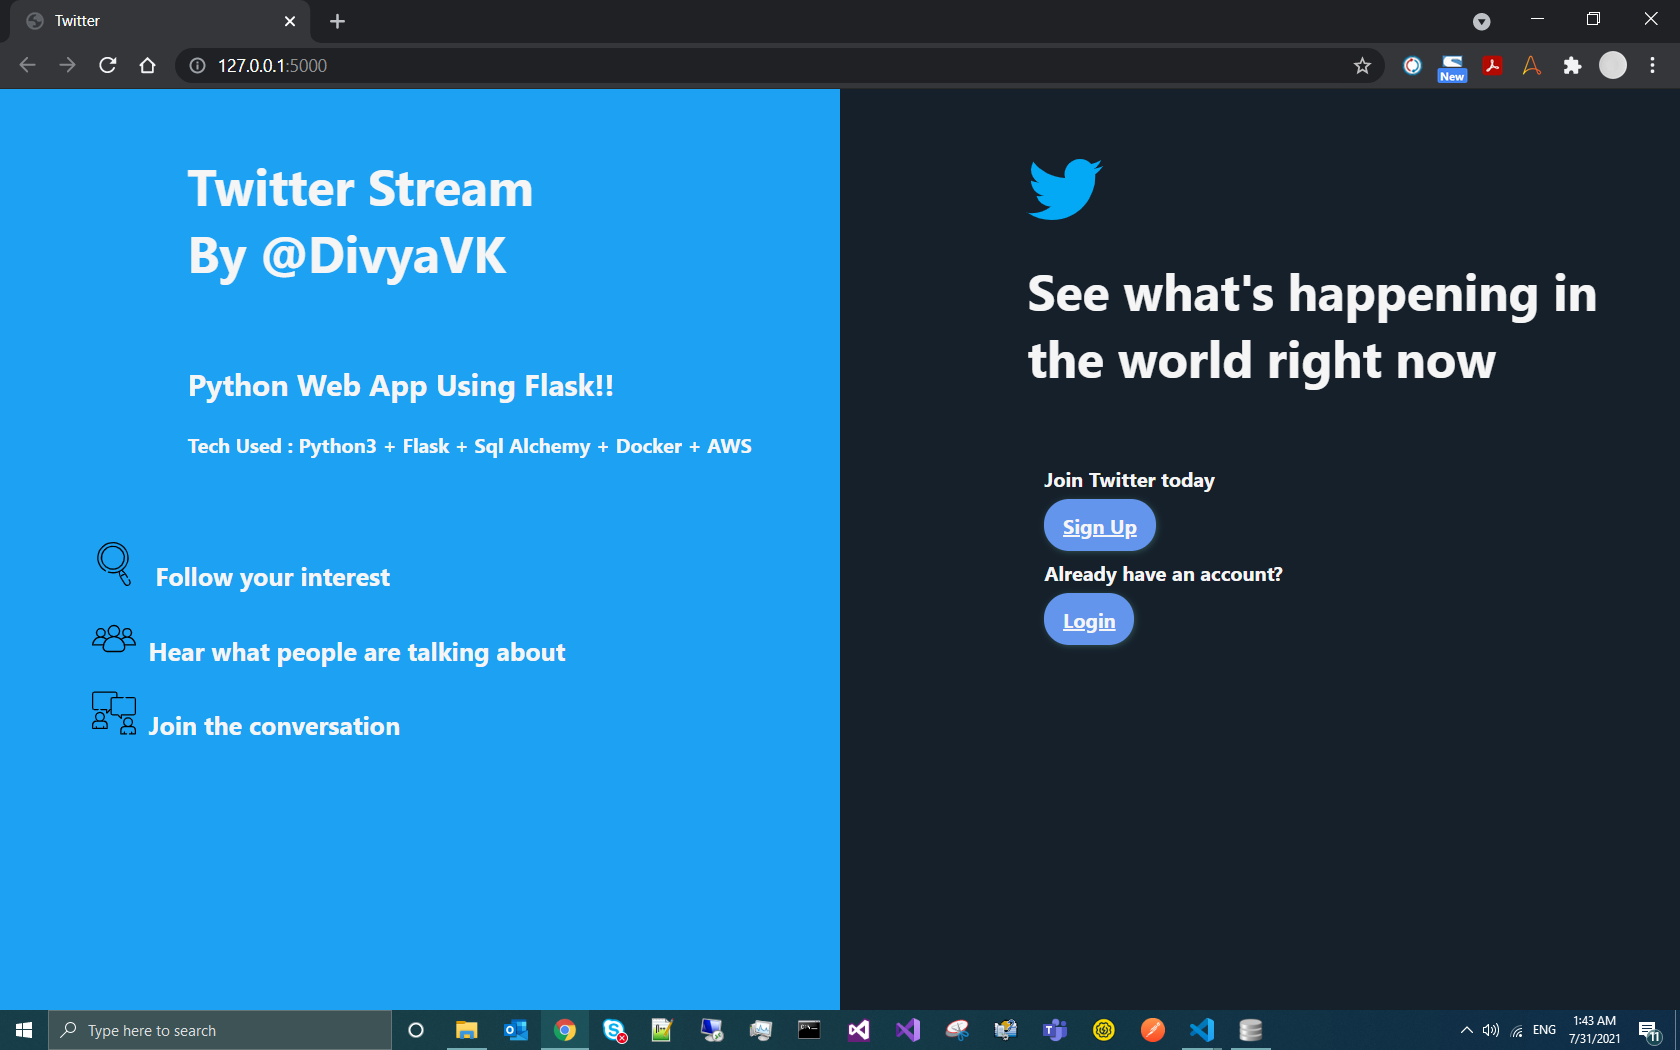 Twitter
127.0.0.1:5000
New
Twitter Stream
By @DivyaVK
Python Web App Using Flask!!
Tech Used : Python3 + Flask + Sql Alchemy + Docker + AWS
Follow your interest
Hear what people are talking about
Join the conversation
See what's happening in
the world right now
Join Twitter today
Sign Up
Already have an account?
Login
Type here to search
ENG
1:43 AM
7/31/2021
11